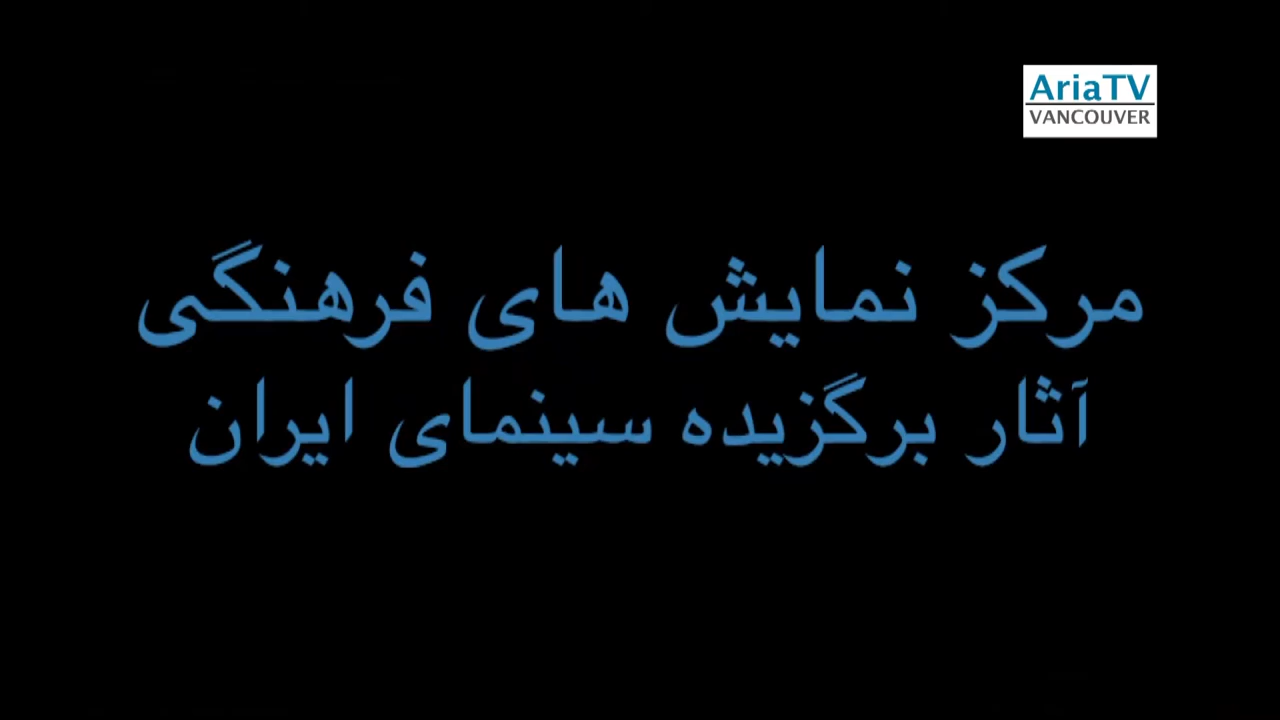 AriaTV
VANCOUVER
مرکز نمایش های فرهنگی
آثار برگزیده سینمای ایران